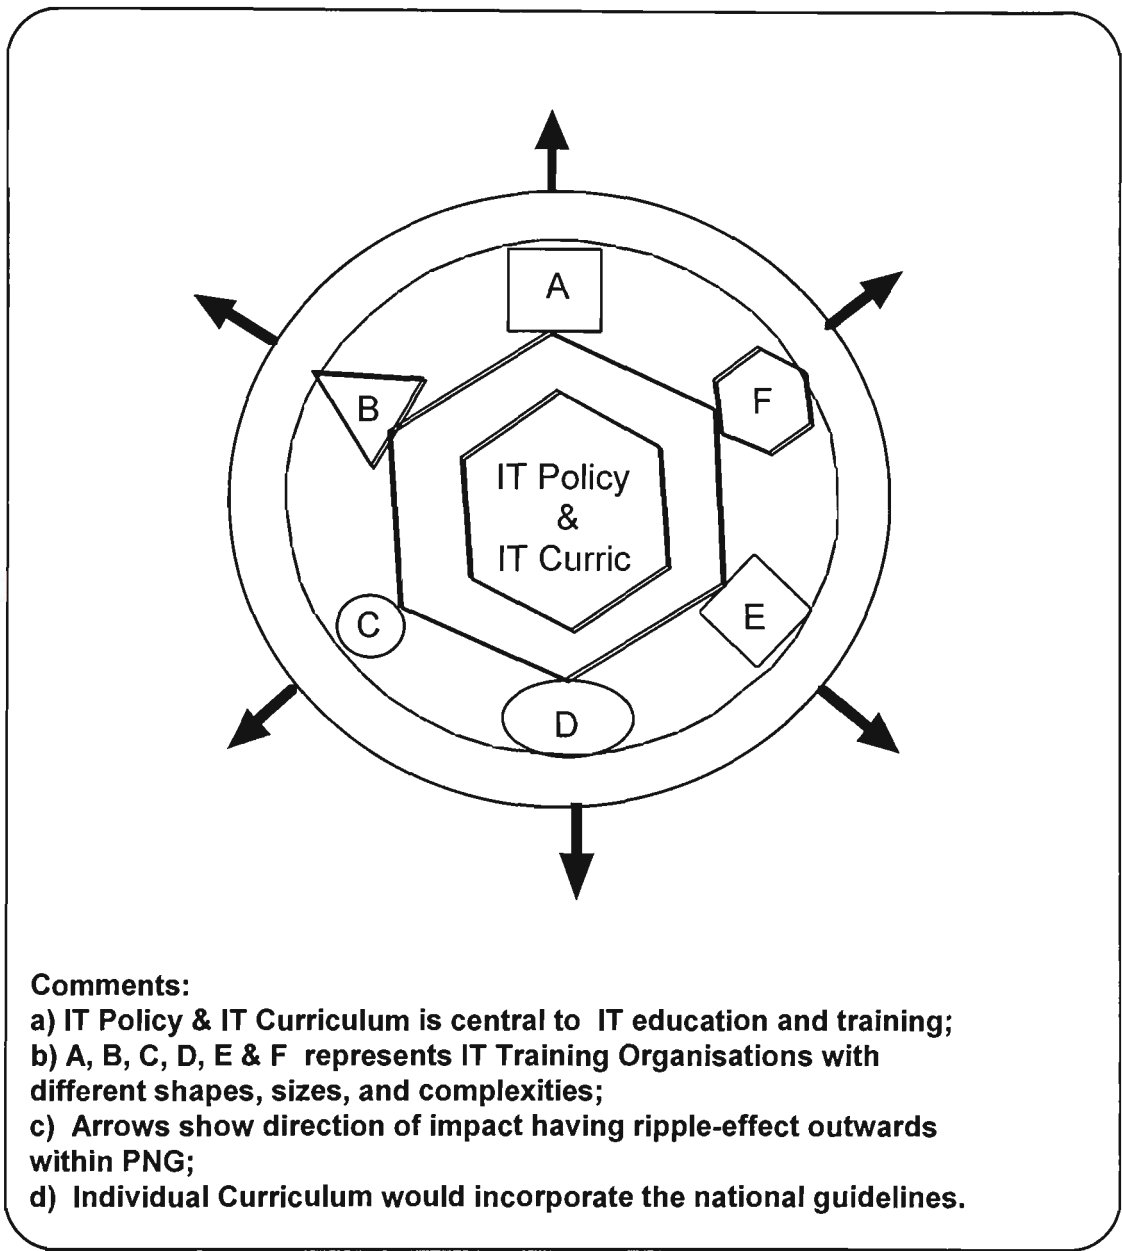 A
B
F
IT Policy
&
IT Curric
C
E
D
Comments:
a) IT Policy & IT Curriculum is central to IT education and training;
b) A, B, C, D, E & F represents IT Training Organisations with
different shapes, sizes, and complexities;
c) Arrows show direction of impact having ripple-effect outwards
within PNG;
d) Individual Curriculum would incorporate the national guidelines.